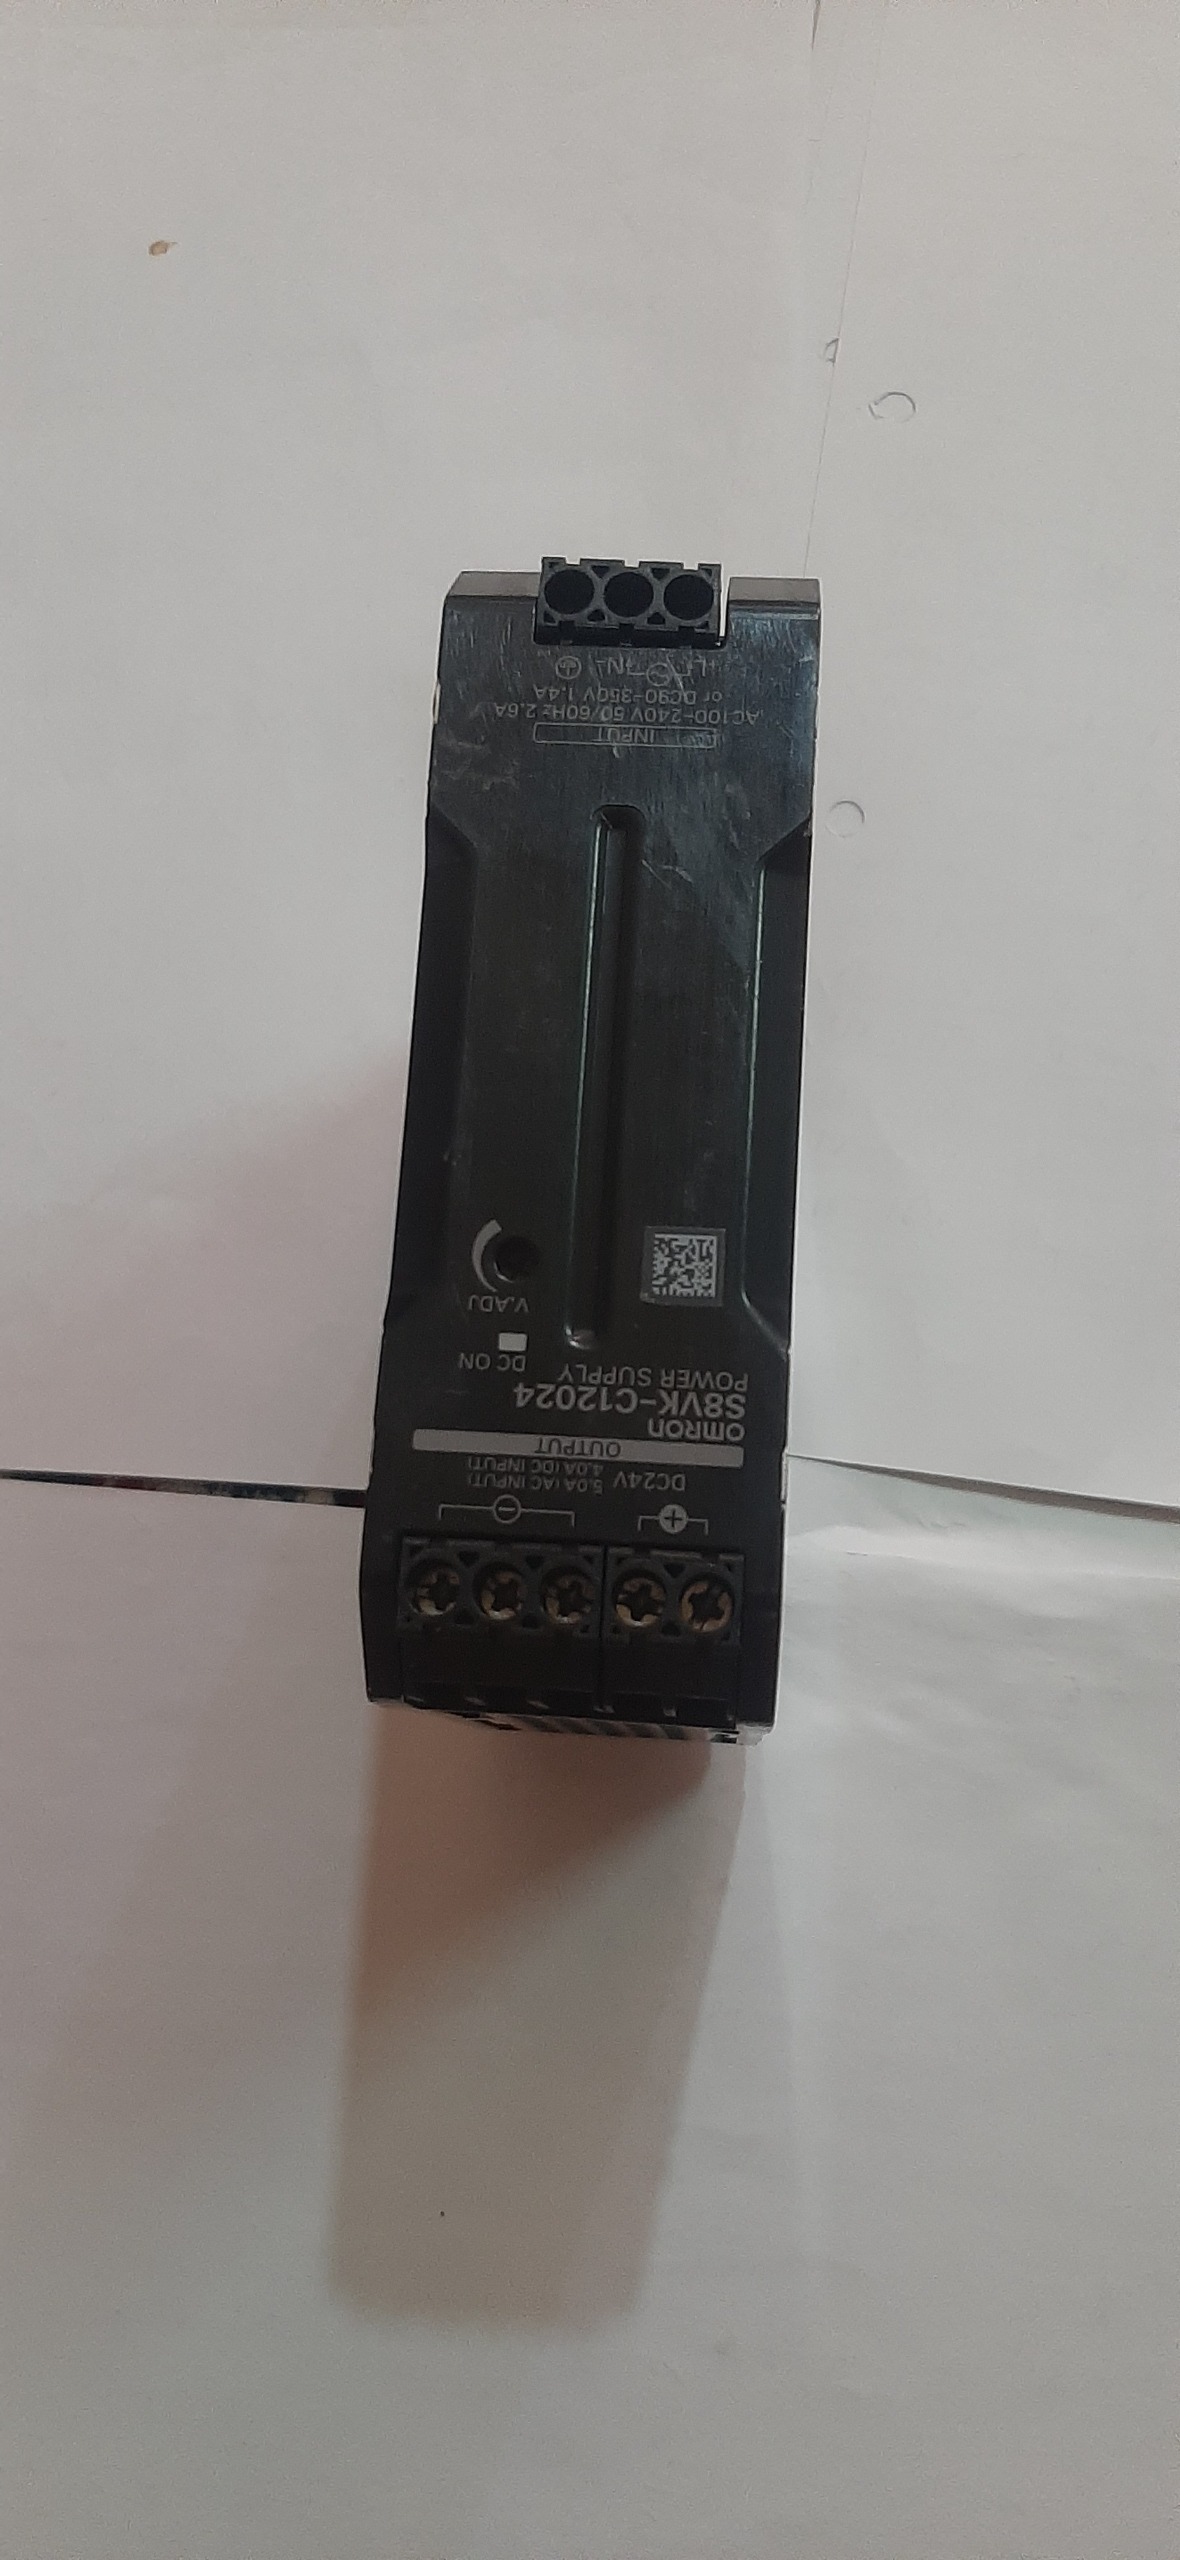 DC24V
5.0A (AC INPUT)
4.0A (DC INPUT)
OUTPUT
OMRON
S8VK-C12024
POWER SUPPLY
DC ON
V.ADJ
INPUT
AC100-240V 50/60Hz 2.6A
or DC90-350V 1.4A
L+ N-